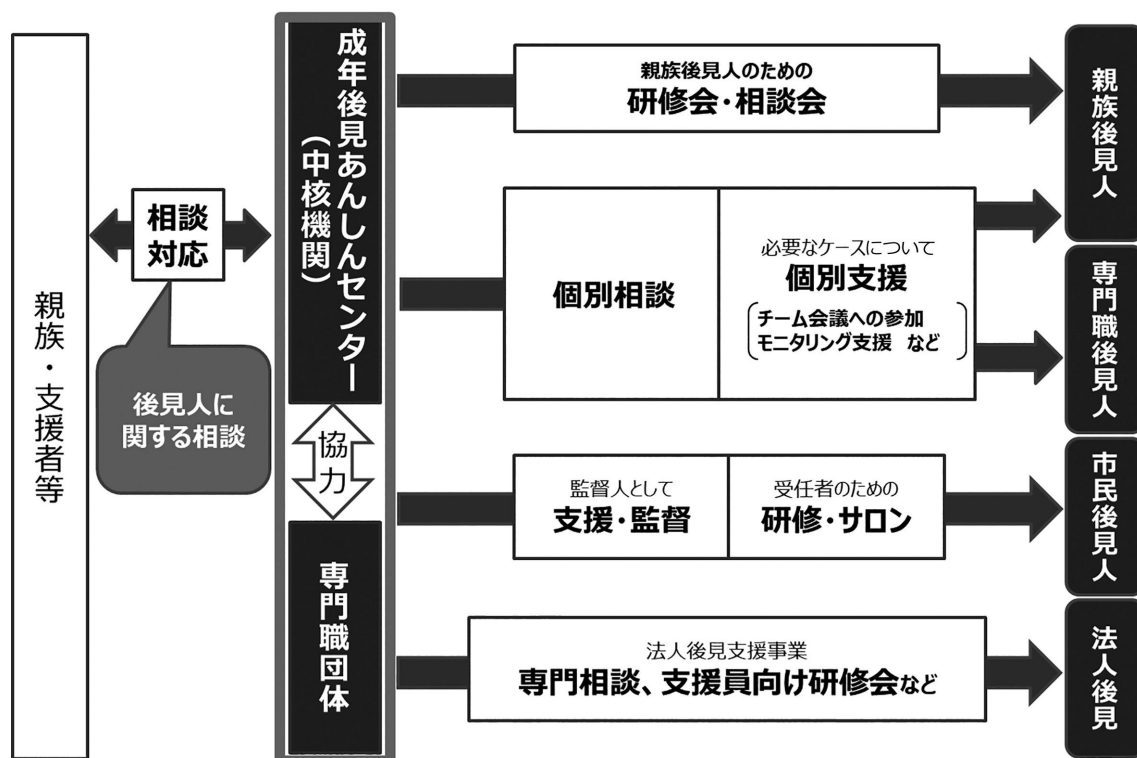 親族・支援者等
相談
対応
後見人に
関する相談
成年後見あんしんセンター
（中核機関）
協力
専門職団体
親族後見人のための
研修会・相談会
個別相談
必要なケースについて
個別支援
チーム会議への参加
モニタリング支援 など
監督人として
支援・監督
受任者のための
研修・サロン
法人後見支援事業
専門相談、支援員向け研修会など
親族後見人
専門職後見人
市民後見人
法人後見